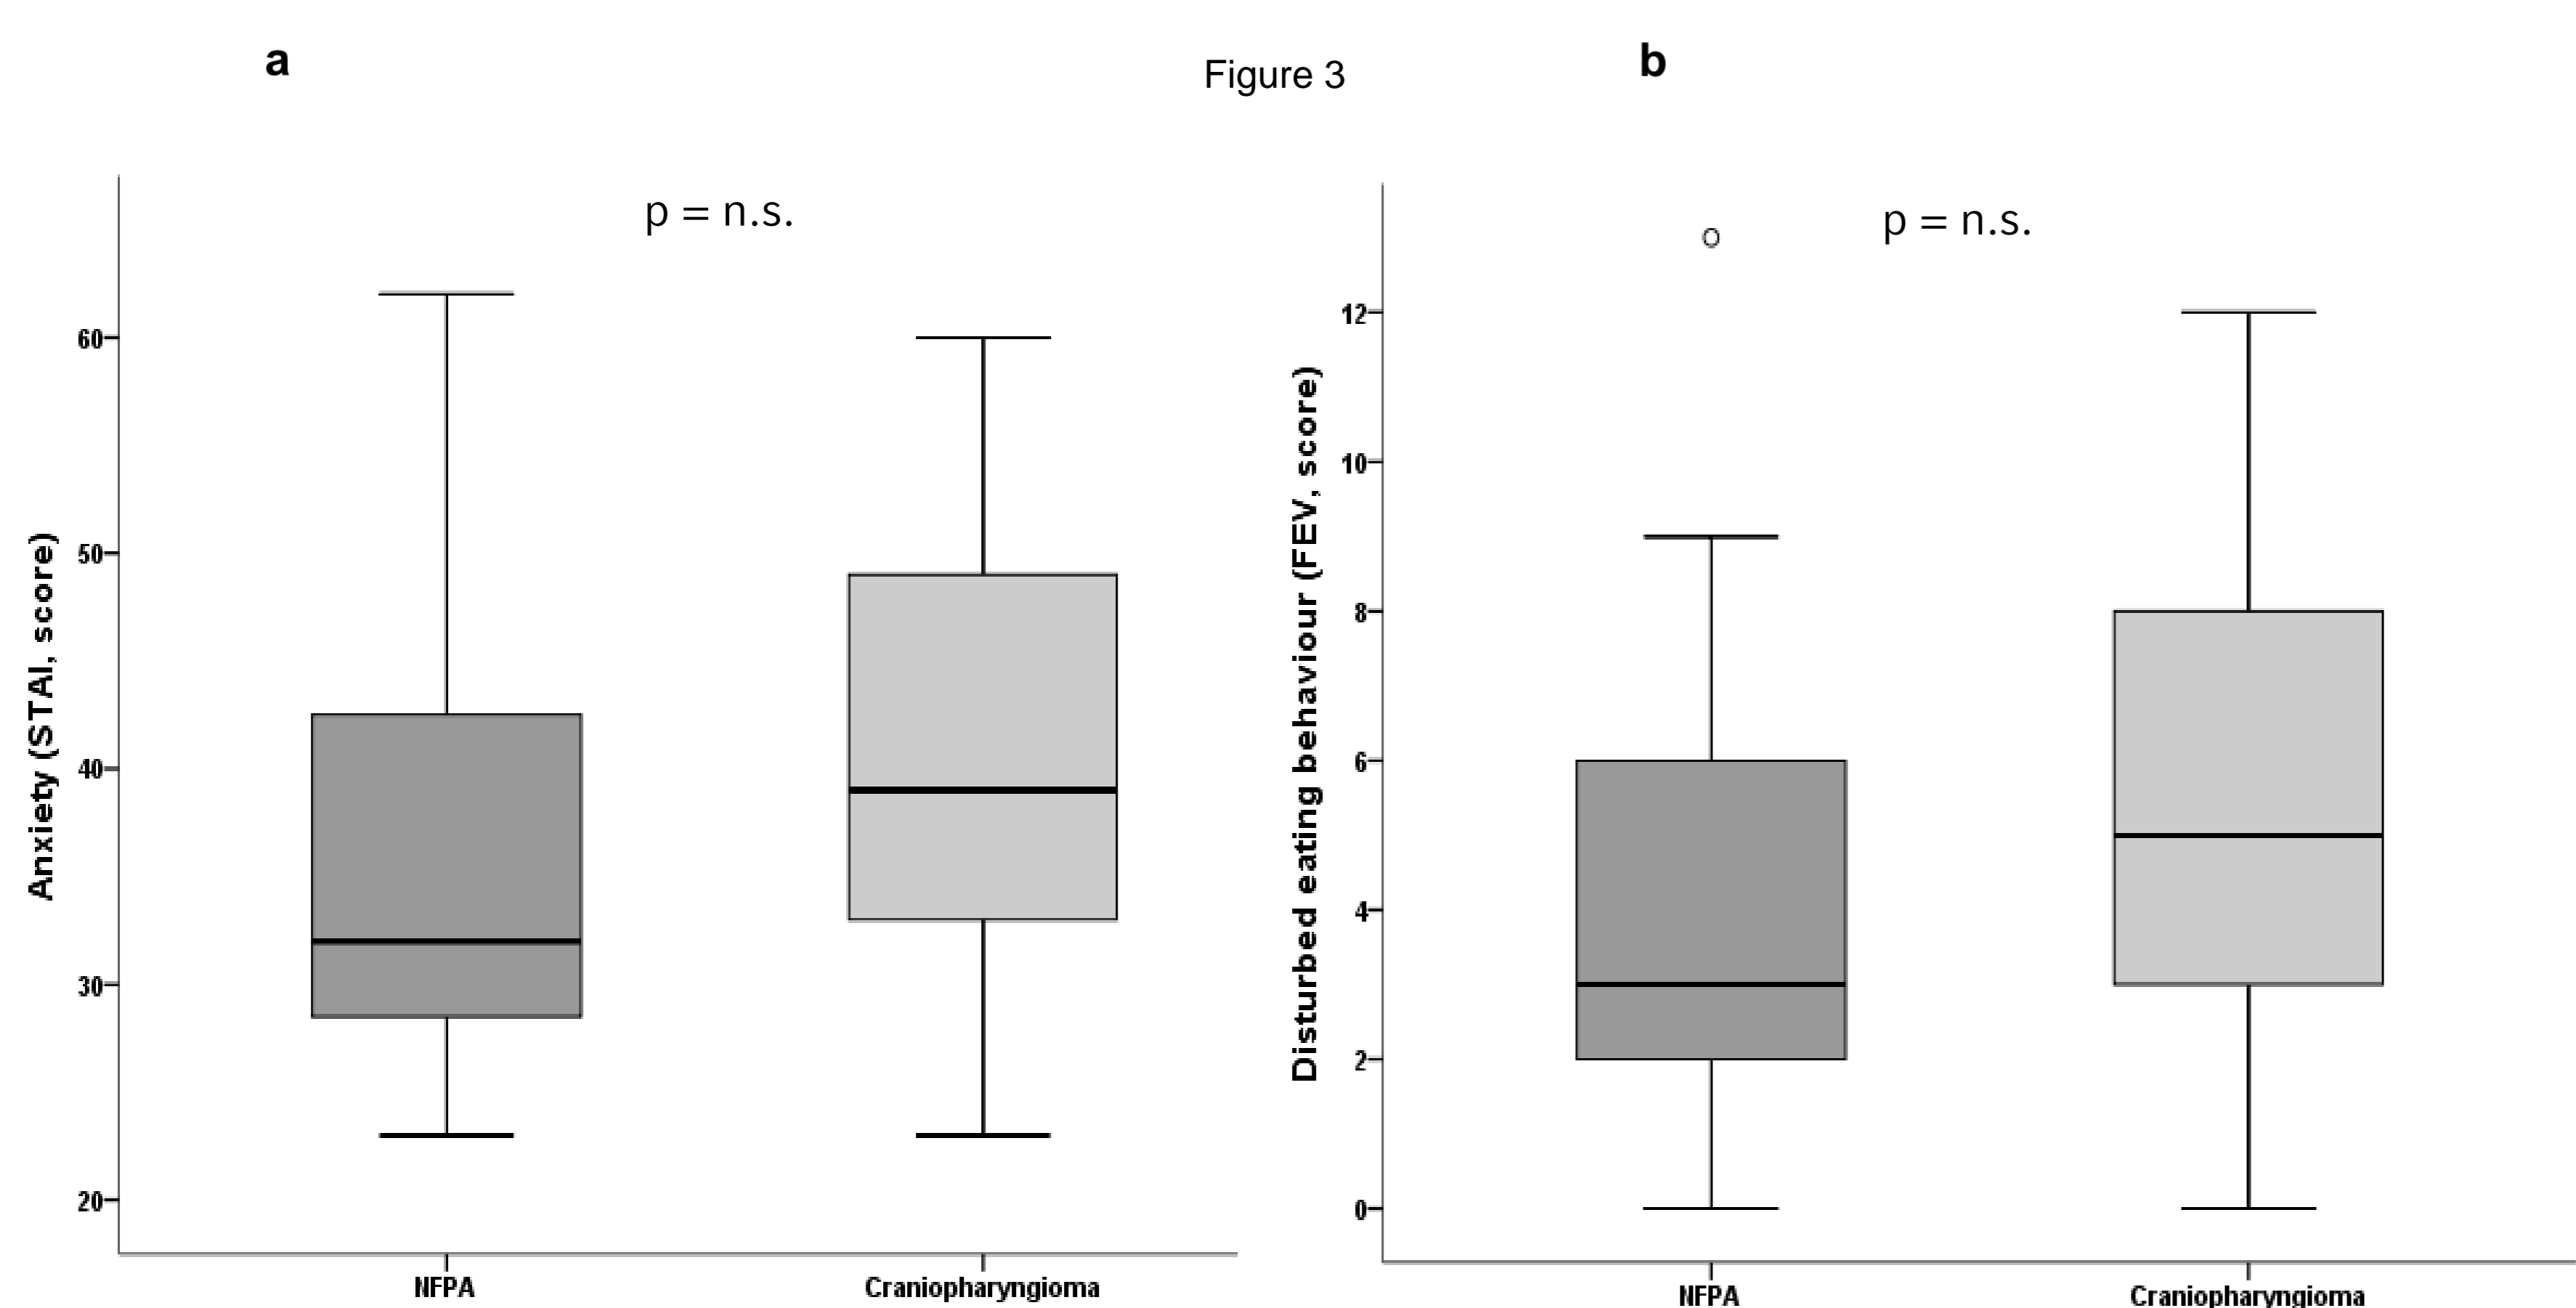 a
Figure 3
b
p = n.s.
p = n.s.
Anxiety (STAI, score)
60
50
40
30
20
NFPA
Craniopharyngioma
Disturbed eating behaviour (FEV, score)
12
10
8
6
4
2
0
NFPA
Craniopharyngioma